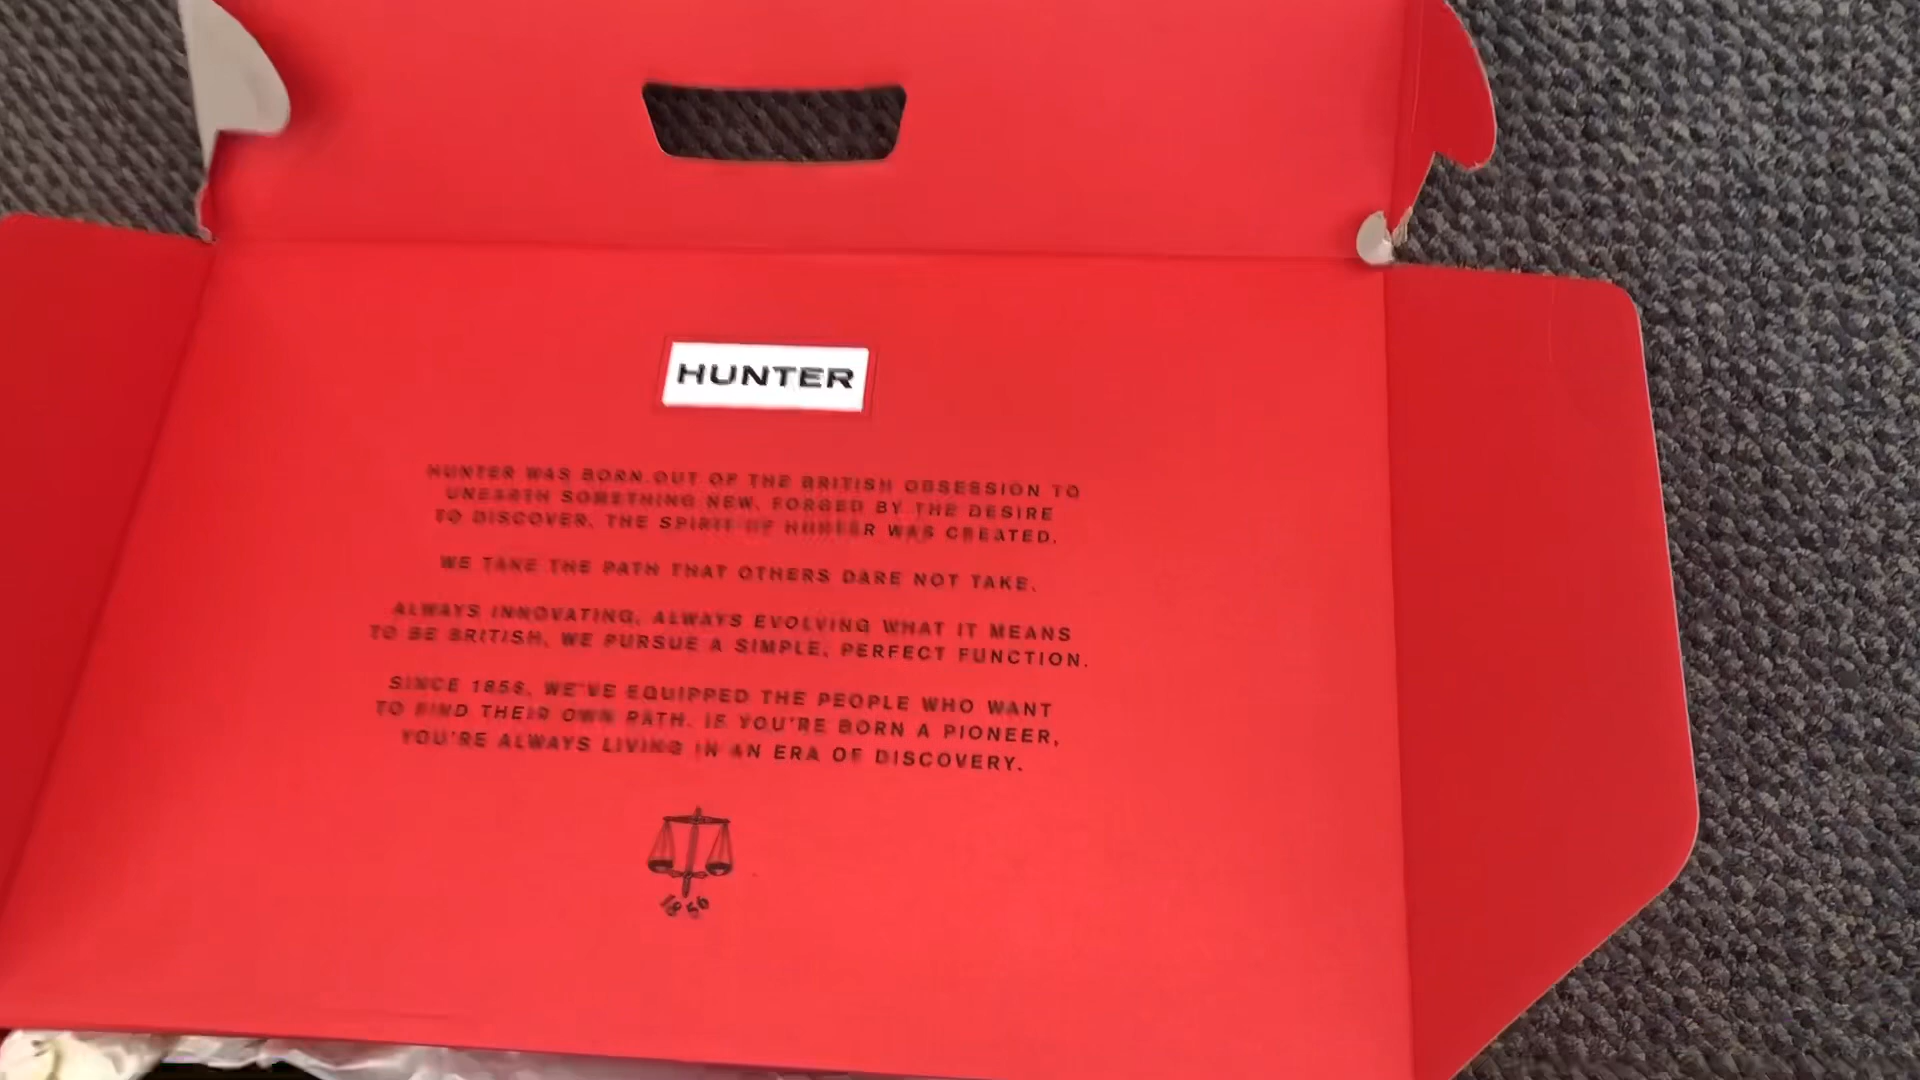 HUNTER
HUNTER WAS BORN OUT OF THE BRITISH OBSESSION TO
UNEARTH SOMETHING NEW. FORGED BY THE DESIRE
TO DISCOVER, THE SPIRIT OF HUNTER WAS CREATED.
WE TAKE THE PATH THAT OTHERS DARE NOT TAKE.
ALWAYS INNOVATING, ALWAYS EVOLVING WHAT IT MEANS
TO BE BRITISH, WE PURSUE A SIMPLE, PERFECT FUNCTION.
SINCE 1856, WE'VE EQUIPPED THE PEOPLE WHO WANT
TO FIND THEIR OWN PATH. IF YOU'RE BORN A PIONEER,
YOU'RE ALWAYS LIVING IN AN ERA OF DISCOVERY.
1856